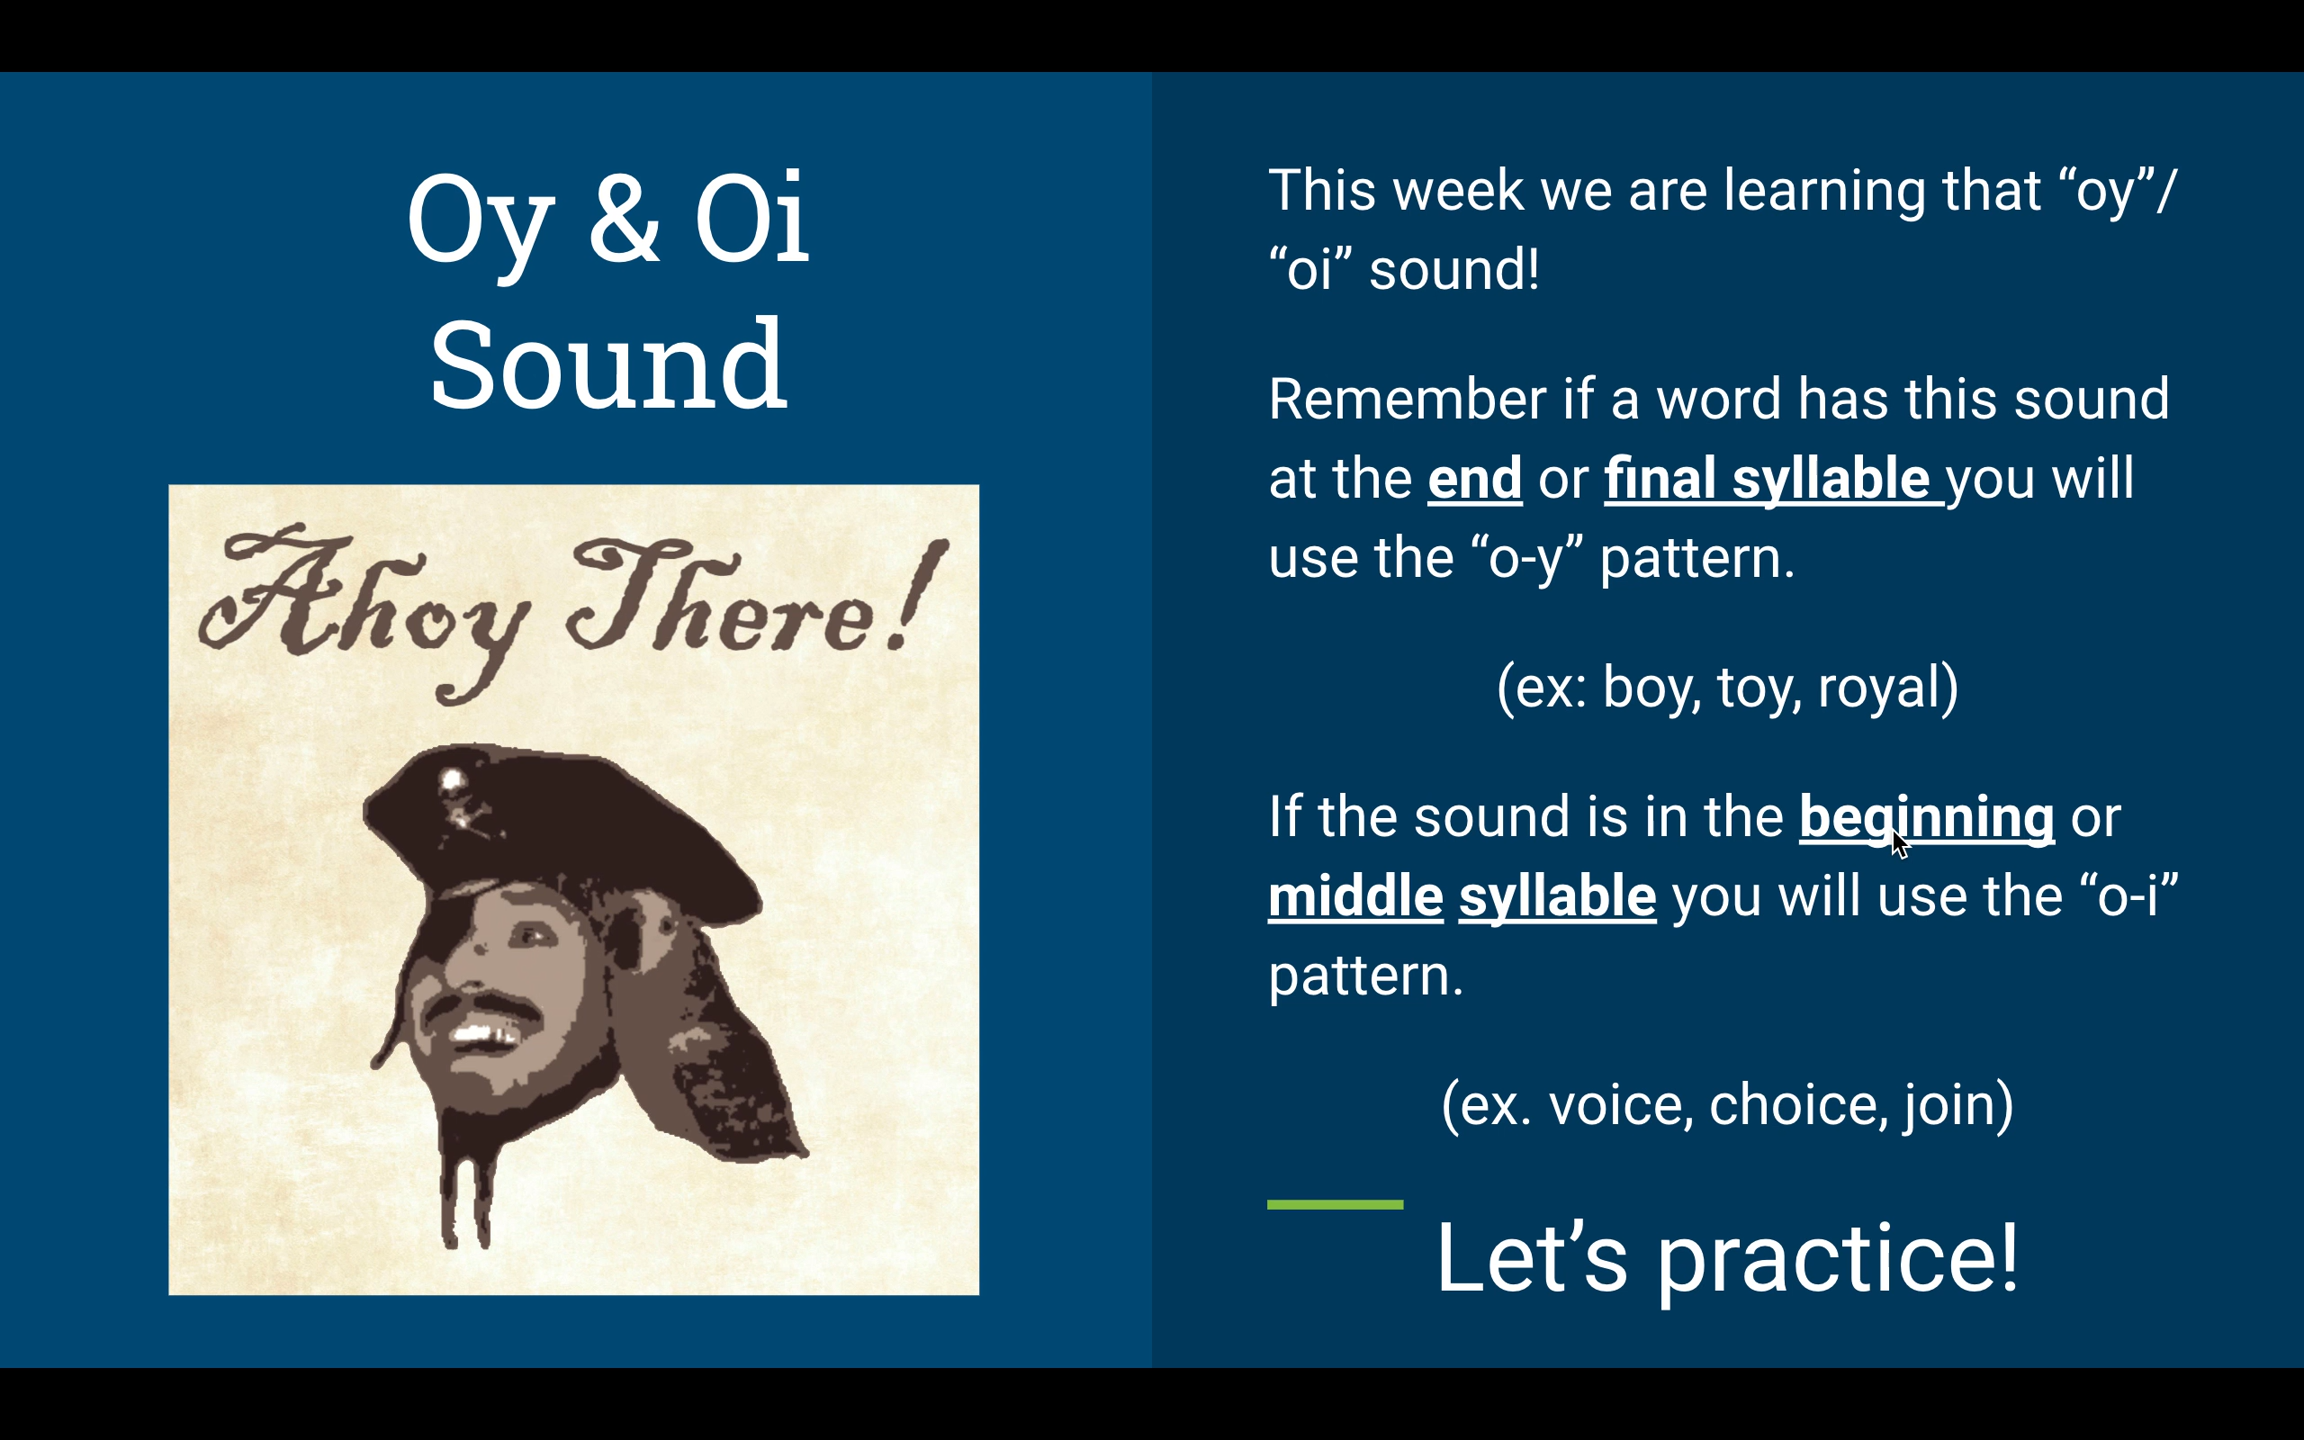 Oy & Oi
Sound
Ahoy There!
This week we are learning that “oy”/
“oi” sound!
Remember if a word has this sound
at the end or final syllable you will
use the “o-y” pattern.
(ex: boy, toy, royal)
If the sound is in the beginning or
middle syllable you will use the “o-i”
pattern.
(ex. voice, choice, join)
Let’s practice!